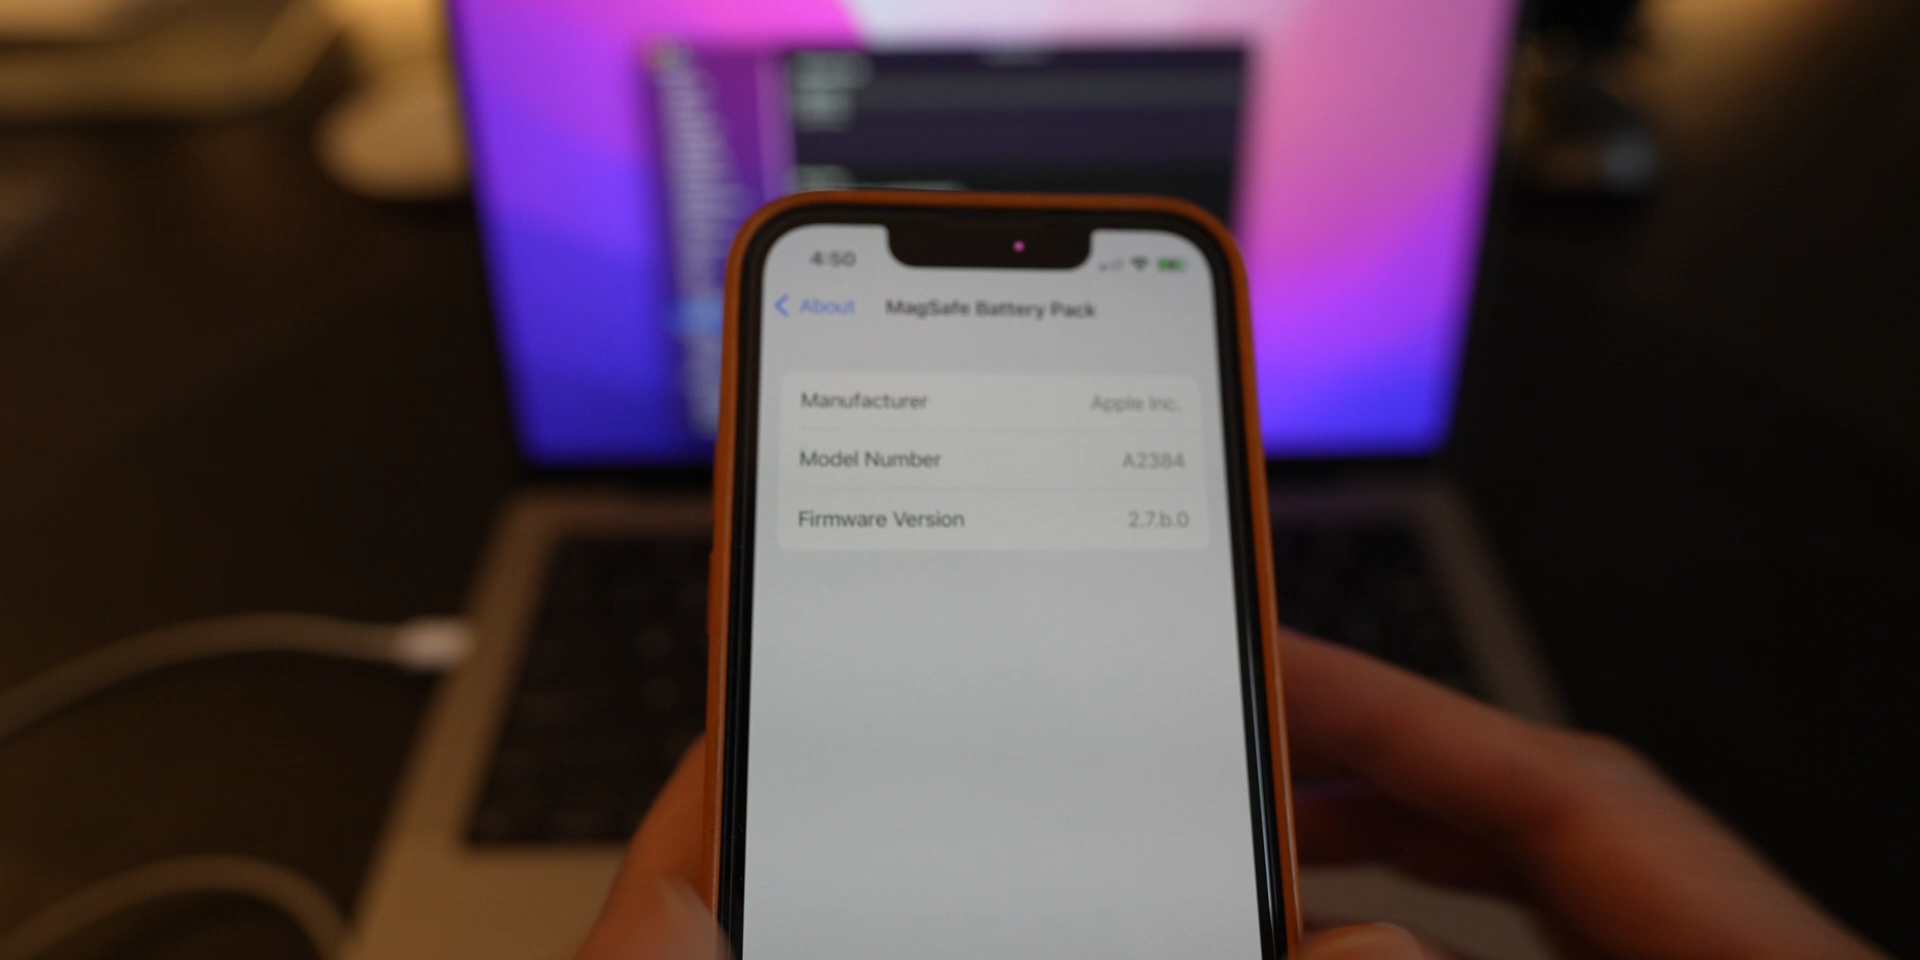 4:50
About MagSafe Battery Pack
Manufacturer Apple Inc.
Model Number A2384
Firmware Version 2.7.b.0